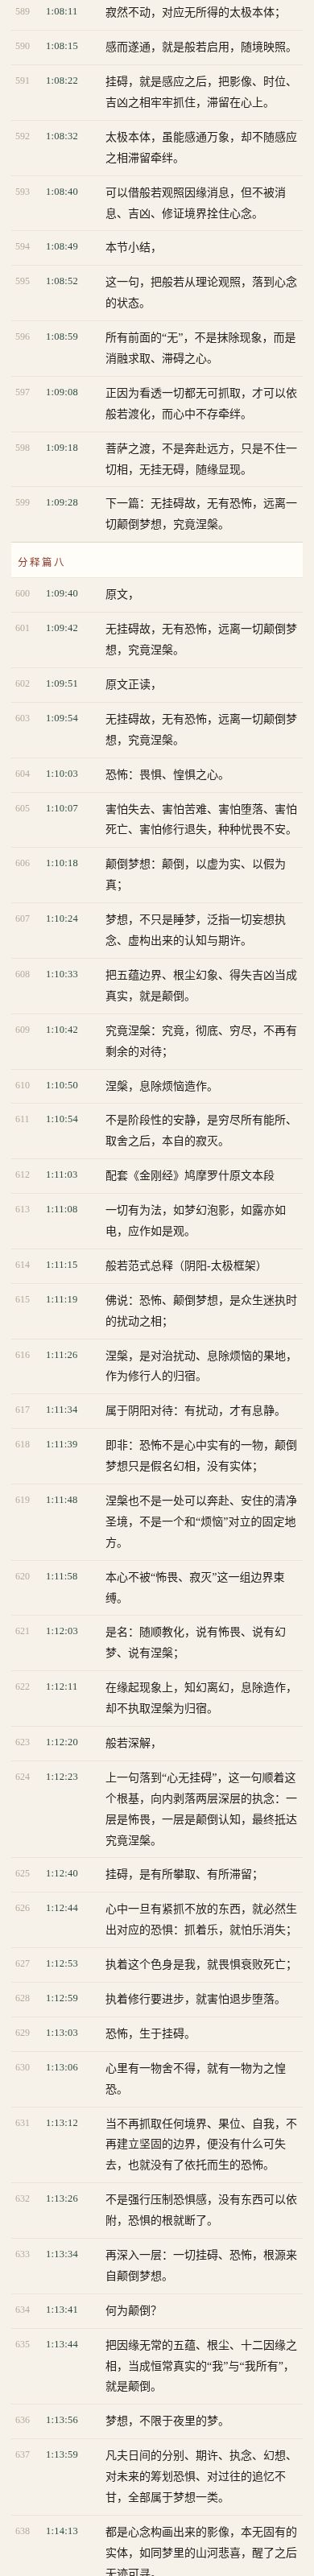 589 1:08:11 寂然不动，对应无所得的太极本体；
590 1:08:15 感而遂通，就是般若启用，随境映照。
591 1:08:22 挂碍，就是感应之后，把影像、时位、
吉凶之相牢牢抓住，滞留在心上。
592 1:08:32 太极本体，虽能感通万象，却不随感应
之相滞留牵绊。
593 1:08:40 可以借般若观照因缘消息，但不被消
息、吉凶、修证境界拴住心念。
594 1:08:49 本节小结，
595 1:08:52 这一句，把般若从理论观照，落到心念
的状态。
596 1:08:59 所有前面的“无”，不是抹除现象，而是
消融求取、滞碍之心。
597 1:09:08 正因为看透一切都无可抓取，才可以依
般若渡化，而心中不存牵绊。
598 1:09:18 菩萨之渡，不是奔赴远方，只是不住一
切相，无挂无碍，随缘显现。
599 1:09:28 下一篇：无挂碍故，无有恐怖，远离一
切颠倒梦想，究竟涅槃。
分释篇八
600 1:09:40 原文，
601 1:09:42 无挂碍故，无有恐怖，远离一切颠倒梦
想，究竟涅槃。
602 1:09:51 原文正读，
603 1:09:54 无挂碍故，无有恐怖，远离一切颠倒梦
想，究竟涅槃。
604 1:10:03 恐怖：畏惧、惶惧之心。
605 1:10:07 害怕失去、害怕苦难、害怕堕落、害怕
死亡、害怕修行退失，种种忧畏不安。
606 1:10:18 颠倒梦想：颠倒，以虚为实、以假为
真；
607 1:10:24 梦想，不只是睡梦，泛指一切妄想执
念、虚构出来的认知与期许。
608 1:10:33 把五蕴边界、根尘幻象、得失吉凶当成
真实，就是颠倒。
609 1:10:42 究竟涅槃：究竟，彻底、穷尽，不再有
剩余的对待；
610 1:10:50 涅槃，息除烦恼造作。
611 1:10:54 不是阶段性的安静，是穷尽所有能所、
取舍之后，本自的寂灭。
612 1:11:03 配套《金刚经》鸠摩罗什原文本段
613 1:11:08 一切有为法，如梦幻泡影，如露亦如
电，应作如是观。
614 1:11:15 般若范式总释（阴阳-太极框架）
615 1:11:19 佛说：恐怖、颠倒梦想，是众生迷执时
的扰动之相；
616 1:11:26 涅槃，是对治扰动、息除烦恼的果地，
作为修行人的归宿。
617 1:11:34 属于阴阳对待：有扰动，才有息静。
618 1:11:39 即非：恐怖不是心中实有的一物，颠倒
梦想只是假名幻相，没有实体；
619 1:11:48 涅槃也不是一处可以奔赴、安住的清净
圣境，不是一个和“烦恼”对立的固定地
方。
620 1:11:58 本心不被“怖畏、寂灭”这一组边界束
缚。
621 1:12:03 是名：随顺教化，说有怖畏、说有幻
梦、说有涅槃；
622 1:12:11 在缘起现象上，知幻离幻，息除造作，
却不执取涅槃为归宿。
623 1:12:20 般若深解，
624 1:12:23 上一句落到“心无挂碍”，这一句顺着这
个根基，向内剥落两层深层的执念：一
层是怖畏，一层是颠倒认知，最终抵达
究竟涅槃。
625 1:12:40 挂碍，是有所攀取、有所滞留；
626 1:12:44 心中一旦有紧抓不放的东西，就必然生
出对应的恐惧：抓着乐，就怕乐消失；
627 1:12:53 执着这个色身是我，就畏惧衰败死亡；
628 1:12:59 执着修行要进步，就害怕退步堕落。
629 1:13:03 恐怖，生于挂碍。
630 1:13:06 心里有一物舍不得，就有一物为之惶
恐。
631 1:13:12 当不再抓取任何境界、果位、自我，不
再建立坚固的边界，便没有什么可失
去，也就没有了依托而生的恐怖。
632 1:13:26 不是强行压制恐惧感，没有东西可以依
附，恐惧的根就断了。
633 1:13:34 再深入一层：一切挂碍、恐怖，根源来
自颠倒梦想。
634 1:13:41 何为颠倒？
635 1:13:44 把因缘无常的五蕴、根尘、十二因缘之
相，当成恒常真实的“我”与“我所有”，
就是颠倒。
636 1:13:56 梦想，不限于夜里的梦。
637 1:13:59 凡夫日间的分别、期许、执念、幻想、
对未来的筹划恐惧、对过往的追忆不
甘，全部属于梦想一类。
638 1:14:13 都是心念构画出来的影像，本无固有的
实体，如同梦里的山河悲喜，醒了之后
无迹可寻。